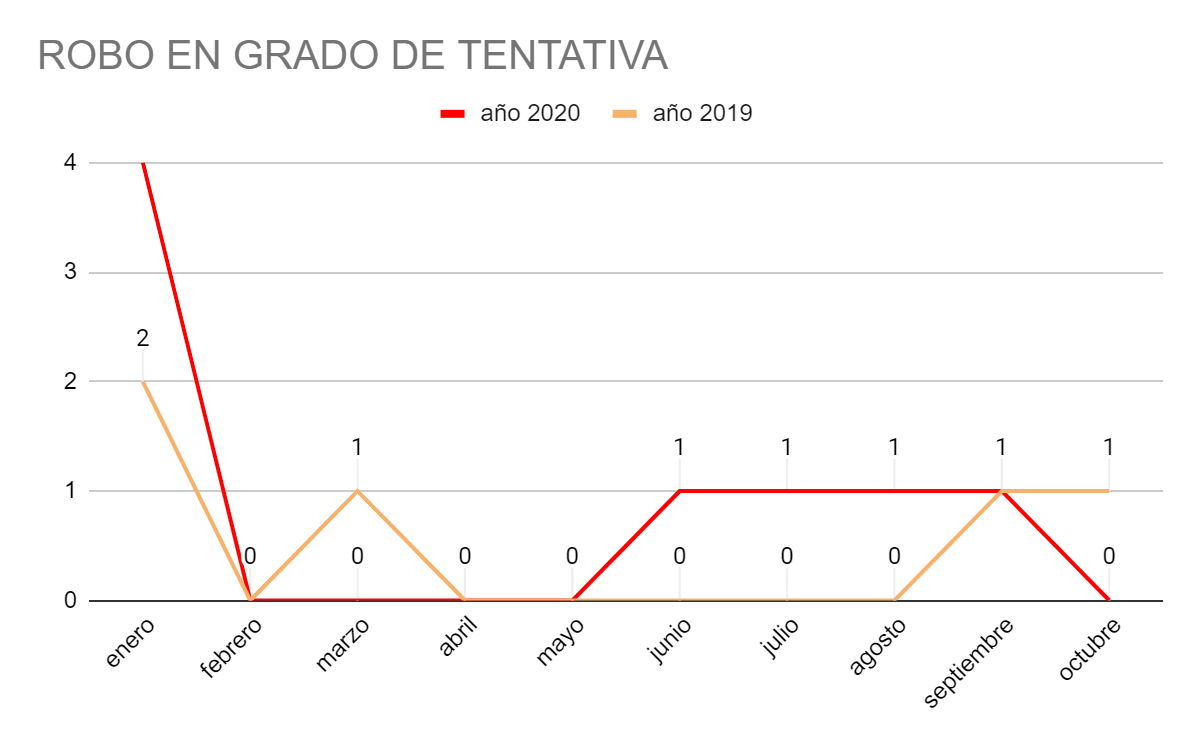 ROBO EN GRADO DE TENTATIVA
año 2020 año 2019
4
3
2
2
1 1 1 1 1 1
1
0 0 0 0 0 0 0 0
0
enero febrero marzo abril mayo junio julio agosto septiembre octubre